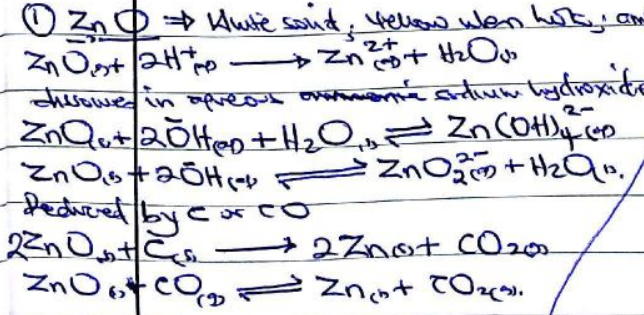 ① ZnO ⇒ White solid; yellow when hot; am
ZnO(s) + 2H⁺(aq) ⟶ Zn²⁺(aq) + H₂O(l)
dissolves in aqueous ammonia sodium hydroxide
ZnO(s) + 2ŌH(aq) + H₂O(l) ⇌ Zn(OH)₄²⁻(aq)
ZnO(s) + 2ŌH(aq) ⇌ ZnO₂²⁻(aq) + H₂O(l).
Reduced by C or CO
2ZnO(s) + C(s) ⟶ 2Zn(s) + CO₂(g)
ZnO(s) + CO(g) ⇌ Zn(s) + CO₂(g).